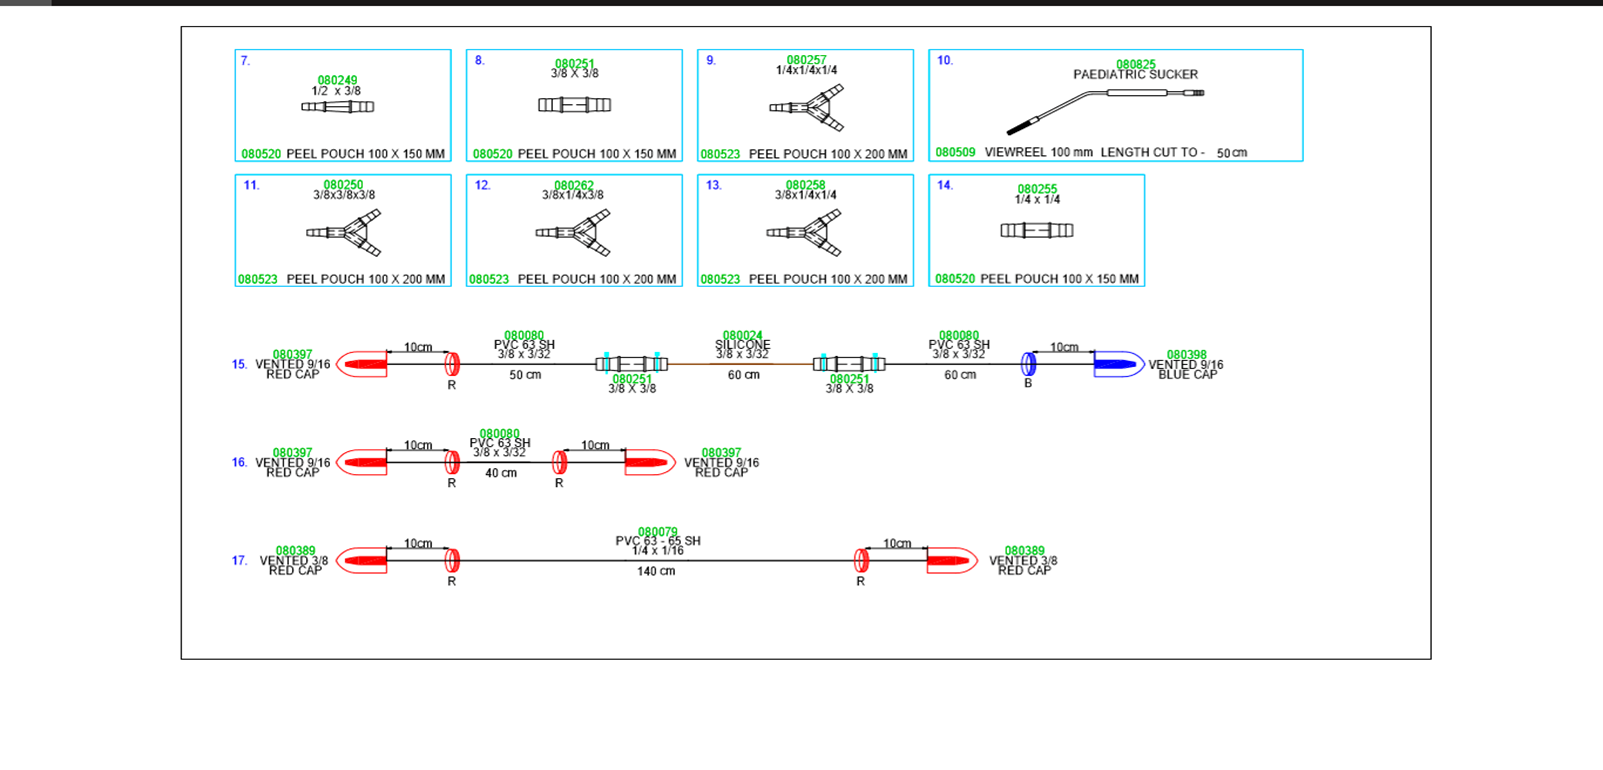 7.
080249
1/2 x 3/8
080520 PEEL POUCH 100 X 150 MM
8.
080251
3/8 X 3/8
080520 PEEL POUCH 100 X 150 MM
9.
080257
1/4x1/4x1/4
080523 PEEL POUCH 100 X 200 MM
10.
080825
PAEDIATRIC SUCKER
080509 VIEWREEL 100 mm LENGTH CUT TO - 50 cm
11.
080250
3/8x3/8x3/8
080523 PEEL POUCH 100 X 200 MM
12.
080262
3/8x1/4x3/8
080523 PEEL POUCH 100 X 200 MM
13.
080258
3/8x1/4x1/4
080523 PEEL POUCH 100 X 200 MM
14.
080255
1/4 x 1/4
080520 PEEL POUCH 100 X 150 MM
15.
080397
VENTED 9/16
RED CAP
10cm
R
080080
PVC 63 SH
3/8 x 3/32
50 cm
080251
3/8 X 3/8
080024
SILICONE
3/8 x 3/32
60 cm
080251
3/8 X 3/8
080080
PVC 63 SH
3/8 x 3/32
60 cm
B
10cm
080398
VENTED 9/16
BLUE CAP
16.
080397
VENTED 9/16
RED CAP
10cm
R
080080
PVC 63 SH
3/8 x 3/32
40 cm
R
10cm
080397
VENTED 9/16
RED CAP
17.
080389
VENTED 3/8
RED CAP
10cm
R
080079
PVC 63 - 65 SH
1/4 x 1/16
140 cm
R
10cm
080389
VENTED 3/8
RED CAP